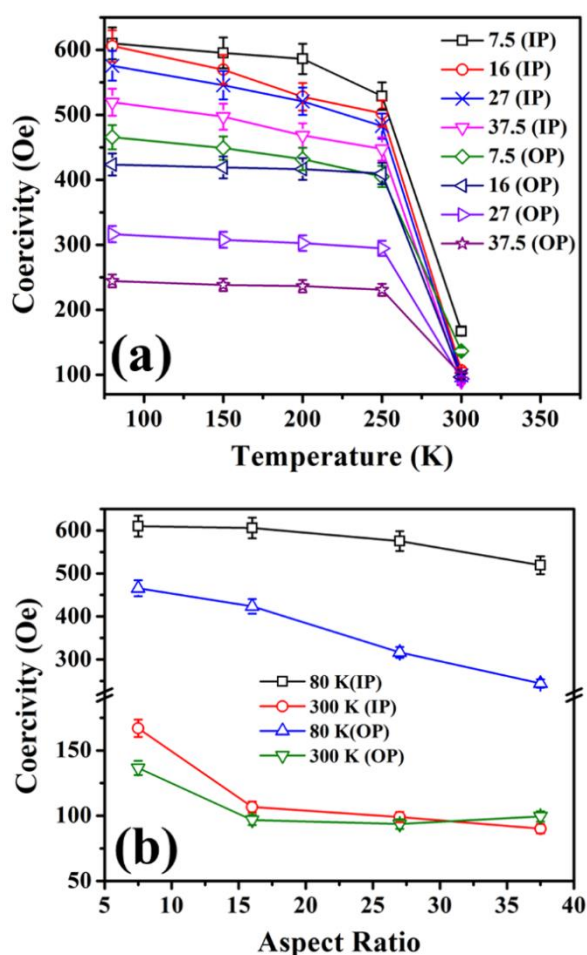 600
500
400
300
200
100
Coercivity (Oe)
7.5 (IP)
16 (IP)
27 (IP)
37.5 (IP)
7.5 (OP)
16 (OP)
27 (OP)
37.5 (OP)
(a)
100 150 200 250 300 350
Temperature (K)
600
500
400
300
150
100
50
Coercivity (Oe)
80 K(IP)
300 K (IP)
80 K(OP)
300 K (OP)
(b)
5 10 15 20 25 30 35 40
Aspect Ratio